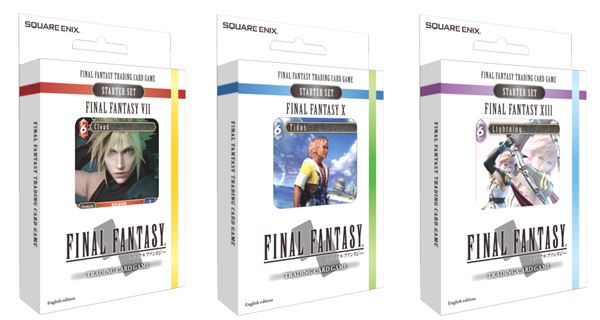 SQUARE ENIX.
FINAL FANTASY TRADING CARD GAME
STARTER SET
FINAL FANTASY VII
6
Cloud
FINAL FANTASY®
ファイナルファンタジー
TRADING CARD GAME
English edition
FINAL FANTASY TRADING CARD GAME
SQUARE ENIX.
FINAL FANTASY TRADING CARD GAME
STARTER SET
FINAL FANTASY X
6
Tidus
FINAL FANTASY®
ファイナルファンタジー
TRADING CARD GAME
English edition
FINAL FANTASY TRADING CARD GAME
SQUARE ENIX.
FINAL FANTASY TRADING CARD GAME
STARTER SET
FINAL FANTASY XIII
6
Lightning
FINAL FANTASY®
ファイナルファンタジー
TRADING CARD GAME
English edition
FINAL FANTASY TRADING CARD GAME